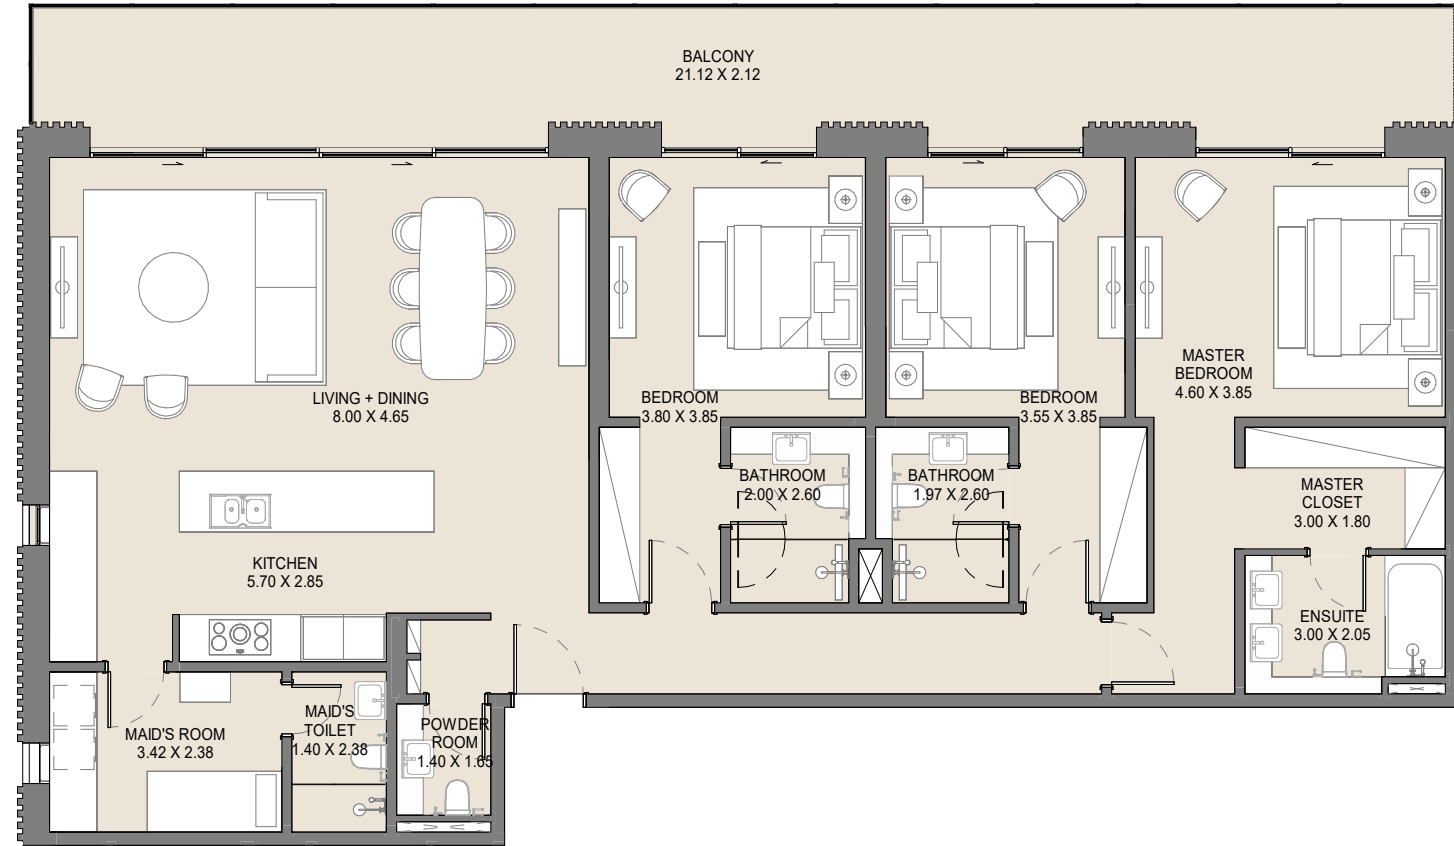 BALCONY
21.12 X 2.12
LIVING + DINING
8.00 X 4.65
BEDROOM
3.80 X 3.85
BEDROOM
3.55 X 3.85
MASTER
BEDROOM
4.60 X 3.85
BATHROOM
2.00 X 2.60
BATHROOM
1.97 X 2.60
MASTER
CLOSET
3.00 X 1.80
KITCHEN
5.70 X 2.85
ENSUITE
3.00 X 2.05
MAID'S ROOM
3.42 X 2.38
MAID'S
TOILET
1.40 X 2.38
POWDER
ROOM
1.40 X 1.65